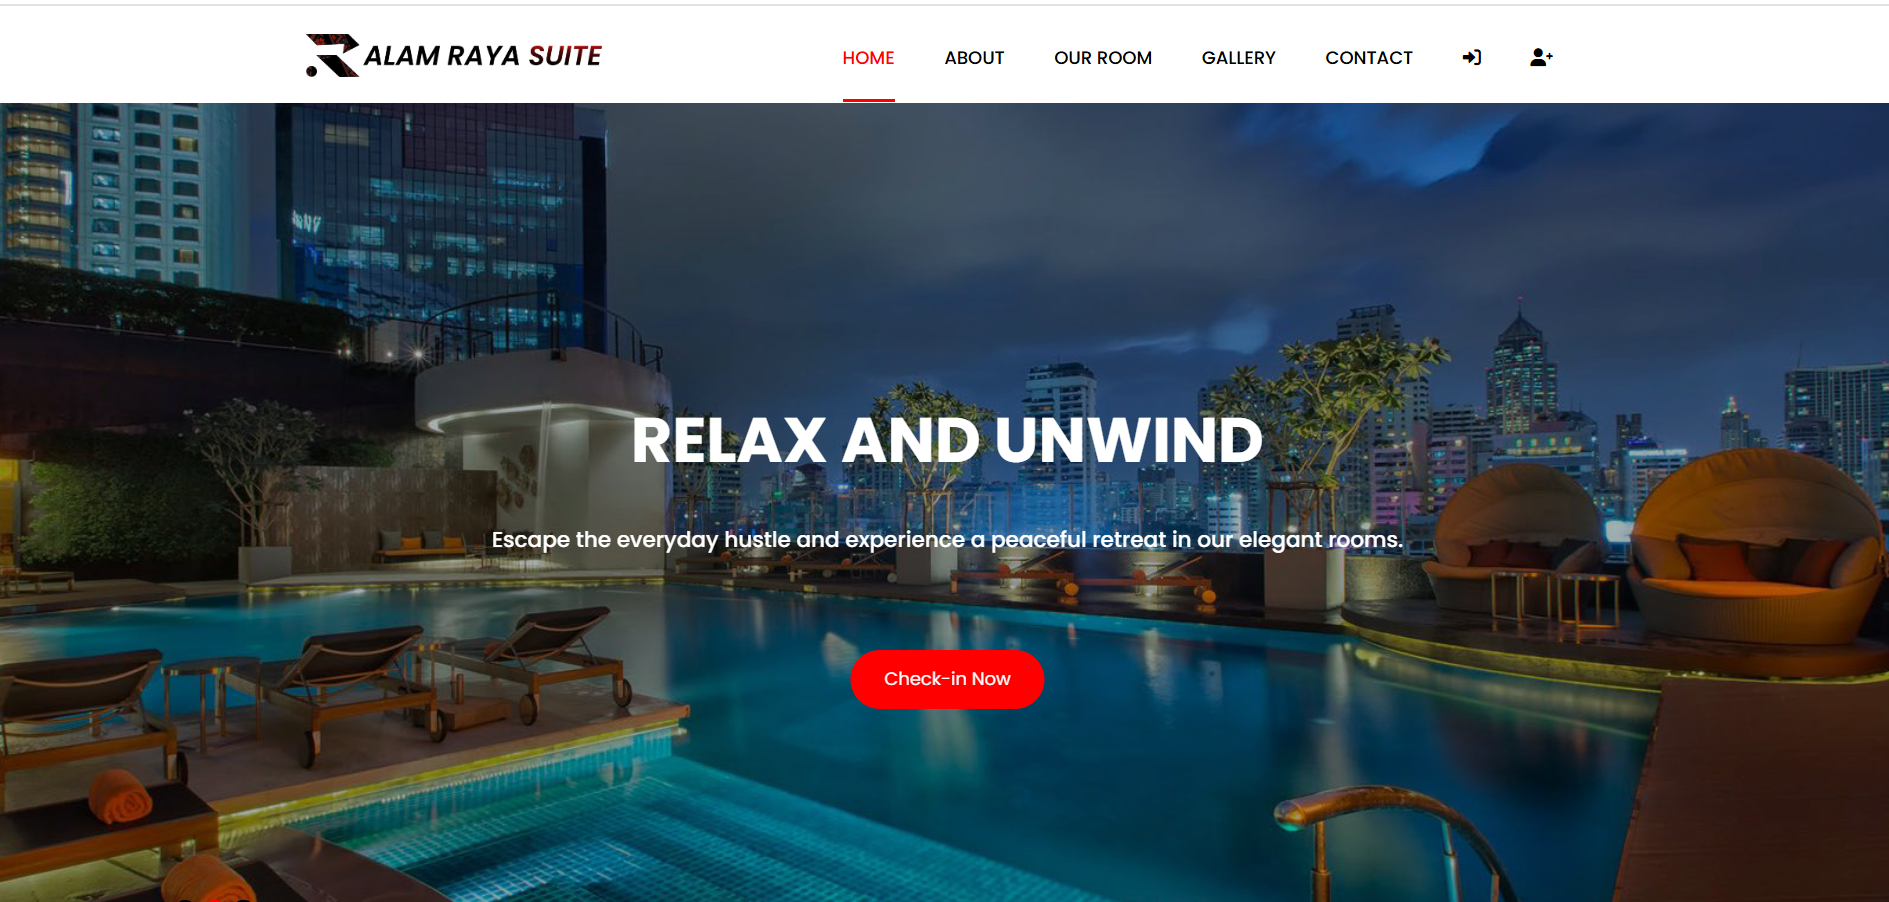 ALAM RAYA SUITE
HOME ABOUT OUR ROOM GALLERY CONTACT
RELAX AND UNWIND
Escape the everyday hustle and experience a peaceful retreat in our elegant rooms.
Check-in Now